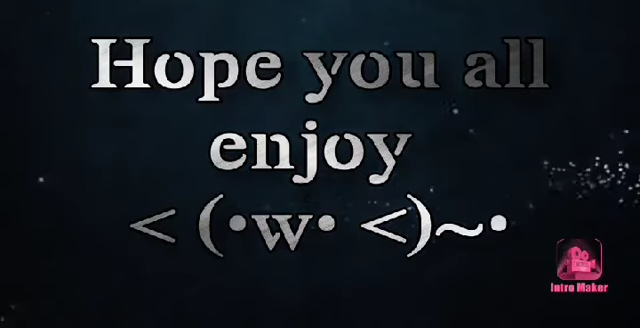 Hope you all
enjoy
< (•w• <)~•
Intro Maker